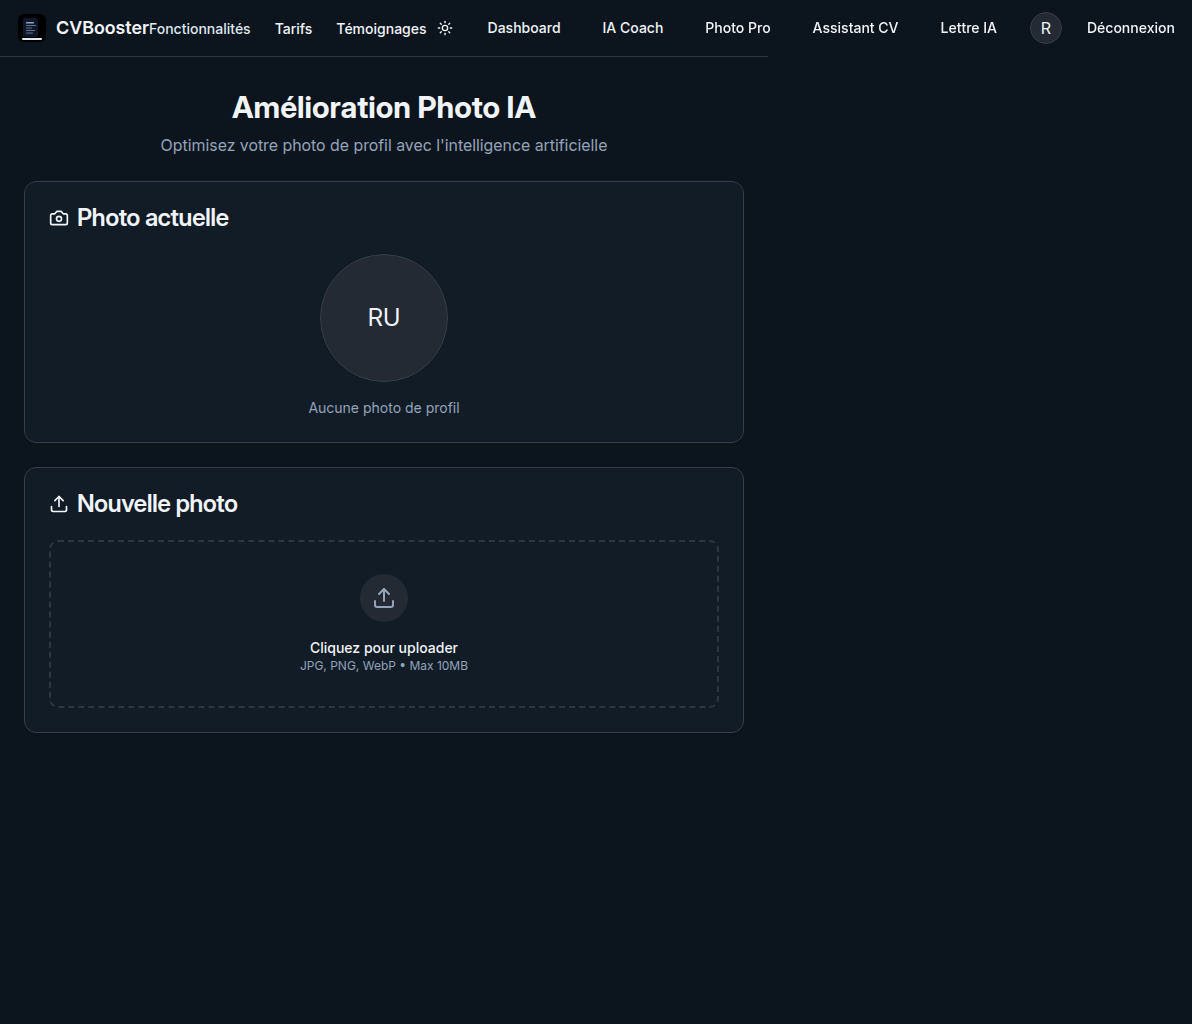 CVBooster Fonctionnalités Tarifs Témoignages Dashboard IA Coach Photo Pro Assistant CV Lettre IA R Déconnexion
Amélioration Photo IA
Optimisez votre photo de profil avec l'intelligence artificielle
Photo actuelle
RU
Aucune photo de profil
Nouvelle photo
Cliquez pour uploader
JPG, PNG, WebP • Max 10MB